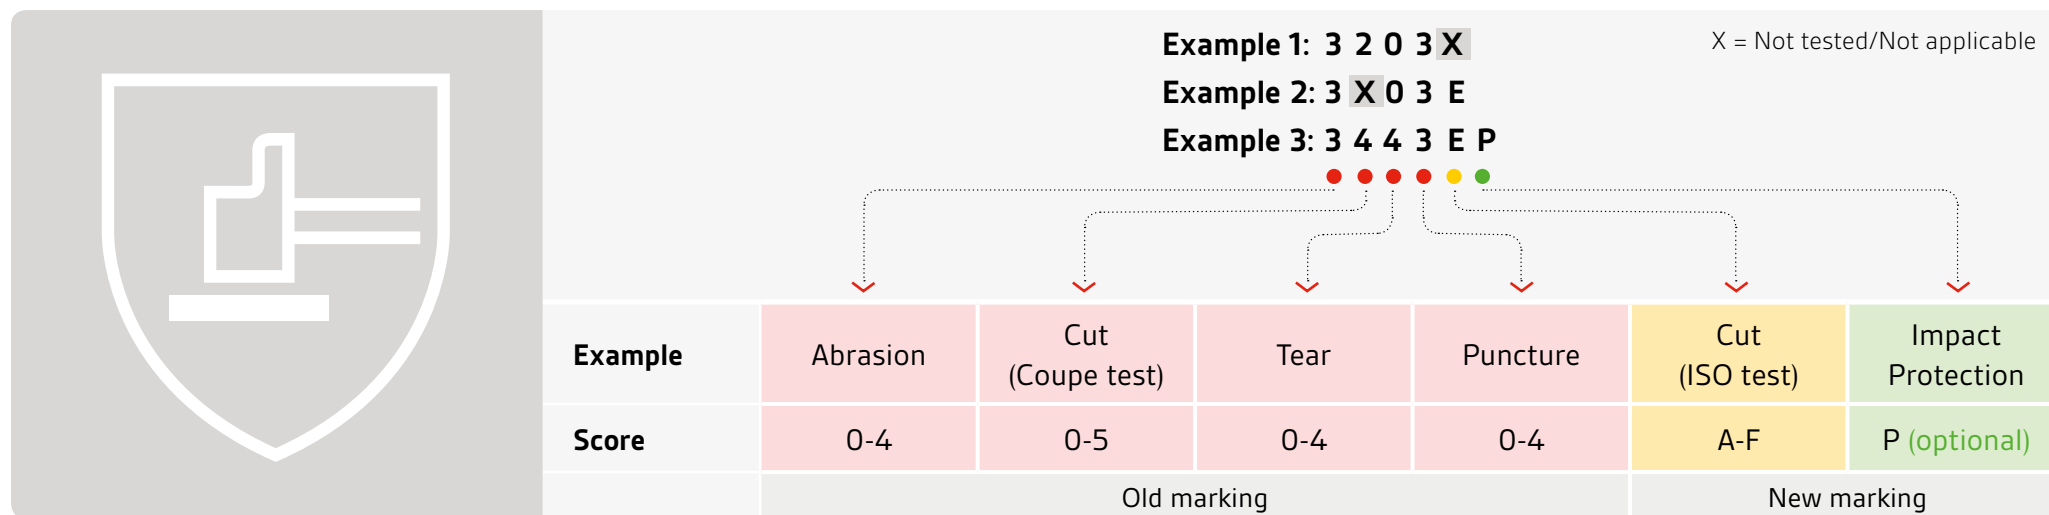 Example 1: 3 2 0 3 X
X = Not tested/Not applicable
Example 2: 3 X 0 3 E
Example 3: 3 4 4 3 E P
Example
Abrasion
Cut
(Coupe test)
Tear
Puncture
Cut
(ISO test)
Impact
Protection
Score
0-4
0-5
0-4
0-4
A-F
P (optional)
Old marking
New marking